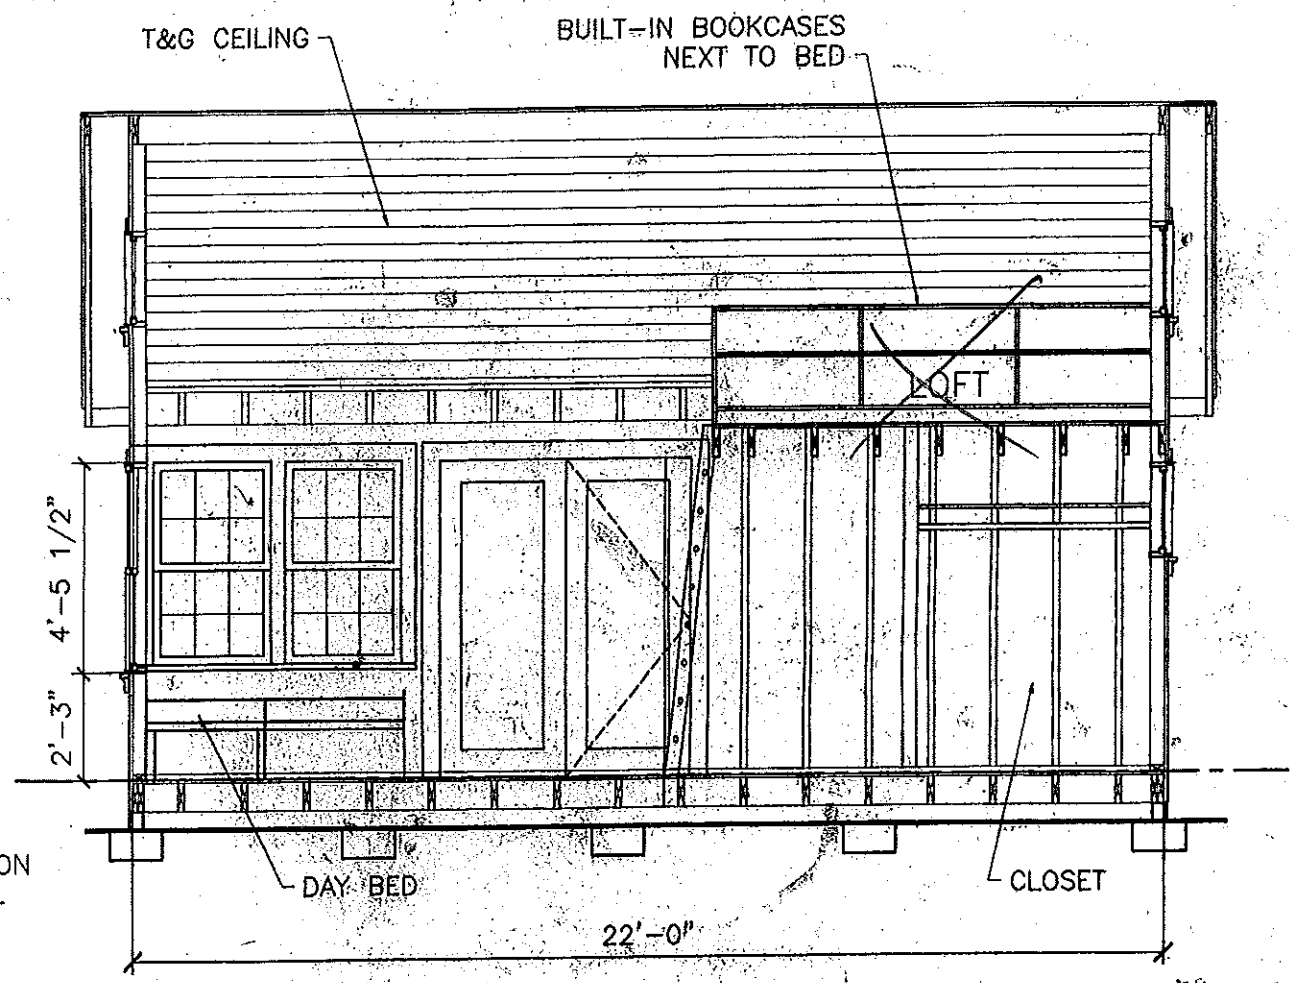 T&G CEILING
BUILT-IN BOOKCASES
NEXT TO BED
LOFT
4'-5 1/2"
2'-3"
ON
DAY BED
CLOSET
22'-0"